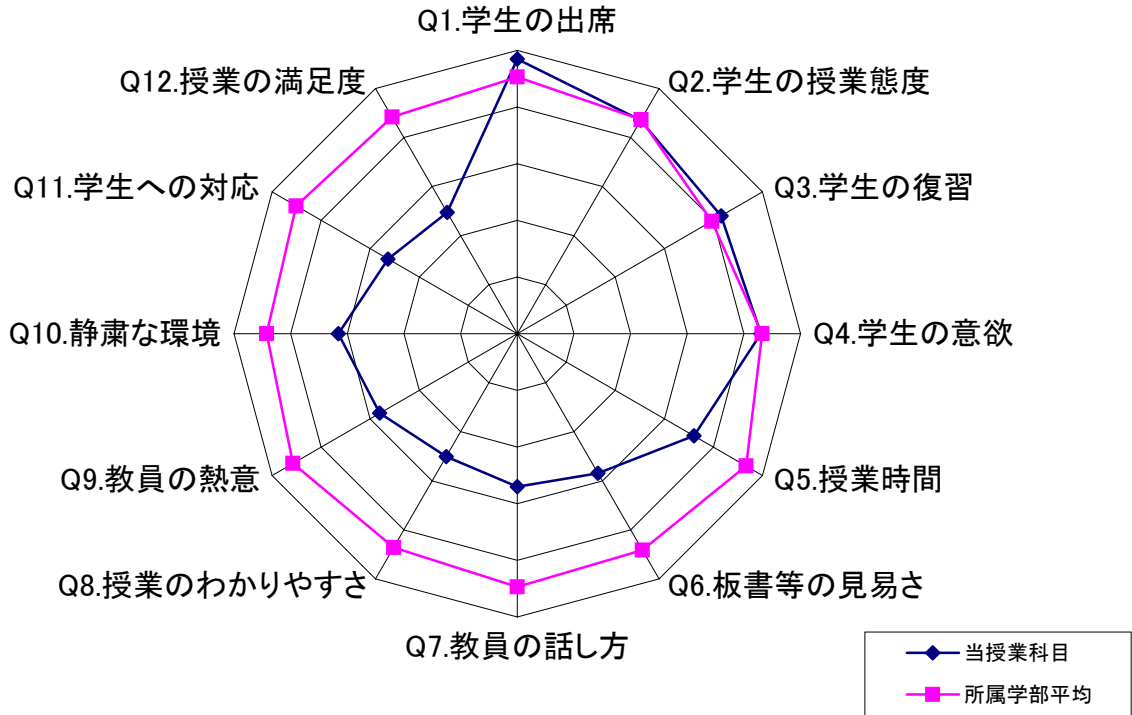 Q1.学生の出席
Q2.学生の授業態度
Q3.学生の復習
Q4.学生の意欲
Q5.授業時間
Q6.板書等の見易さ
Q7.教員の話し方
Q8.授業のわかりやすさ
Q9.教員の熱意
Q10.静粛な環境
Q11.学生への対応
Q12.授業の満足度
当授業科目
所属学部平均